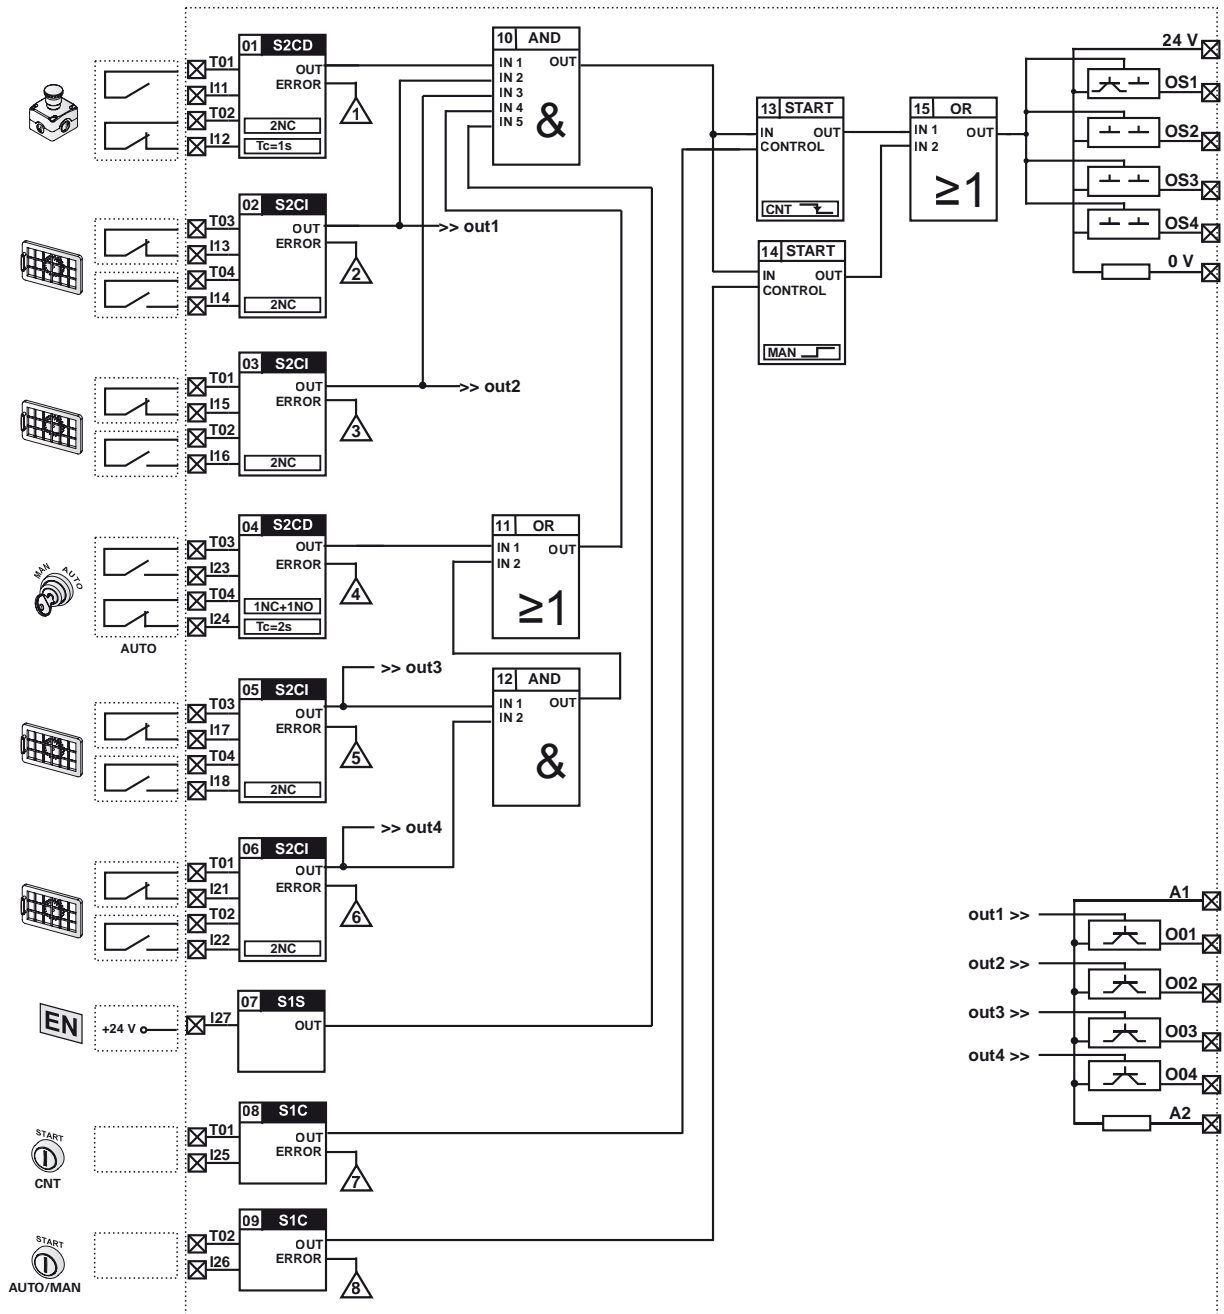 01 S2CD
T01
I11
T02
I12
OUT
ERROR
1
2NC
Tc=1s
02 S2CI
T03
I13
T04
I14
OUT
ERROR
>> out1
2
2NC
03 S2CI
T01
I15
T02
I16
OUT
ERROR
>> out2
3
2NC
MAN AUTO
AUTO
04 S2CD
T03
I23
T04
I24
OUT
ERROR
4
1NC+1NO
Tc=2s
05 S2CI
T03
I17
T04
I18
>> out3
OUT
ERROR
5
2NC
06 S2CI
T01
I21
T02
I22
>> out4
OUT
ERROR
6
2NC
EN
+24 V
I27
07 S1S
OUT
START
CNT
08 S1C
T01
I25
OUT
ERROR
7
START
AUTO/MAN
09 S1C
T02
I26
OUT
ERROR
8
10 AND
IN 1 OUT
IN 2
IN 3
IN 4
IN 5
&
11 OR
IN 1 OUT
IN 2
≥1
12 AND
IN 1 OUT
IN 2
&
13 START
IN OUT
CONTROL
CNT
14 START
IN OUT
CONTROL
MAN
15 OR
IN 1 OUT
IN 2
≥1
24 V
OS1
OS2
OS3
OS4
0 V
A1
out1 >>
O01
out2 >>
O02
out3 >>
O03
out4 >>
O04
A2